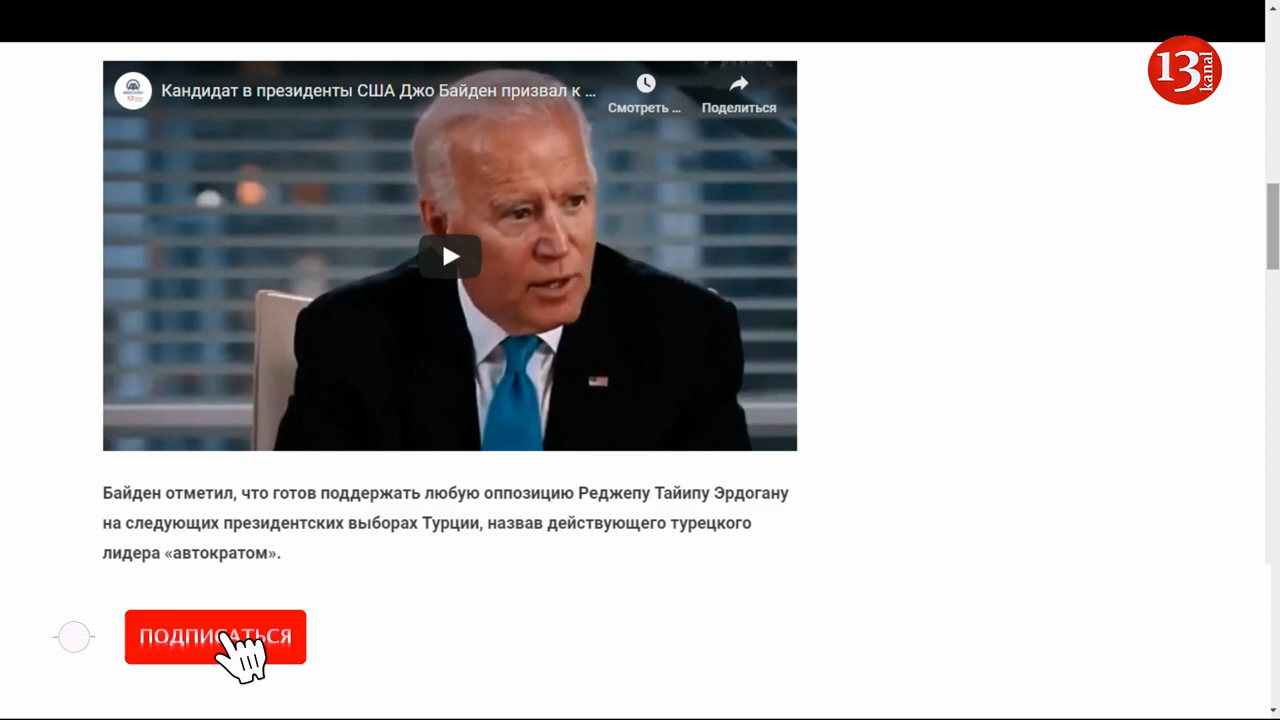 Кандидат в президенты США Джо Байден призвал к ...
Смотреть ...
Поделиться
13 kanal
Байден отметил, что готов поддержать любую оппозицию Реджепу Тайипу Эрдогану
на следующих президентских выборах Турции, назвав действующего турецкого
лидера «автократом».
ПОДПИСАТЬСЯ